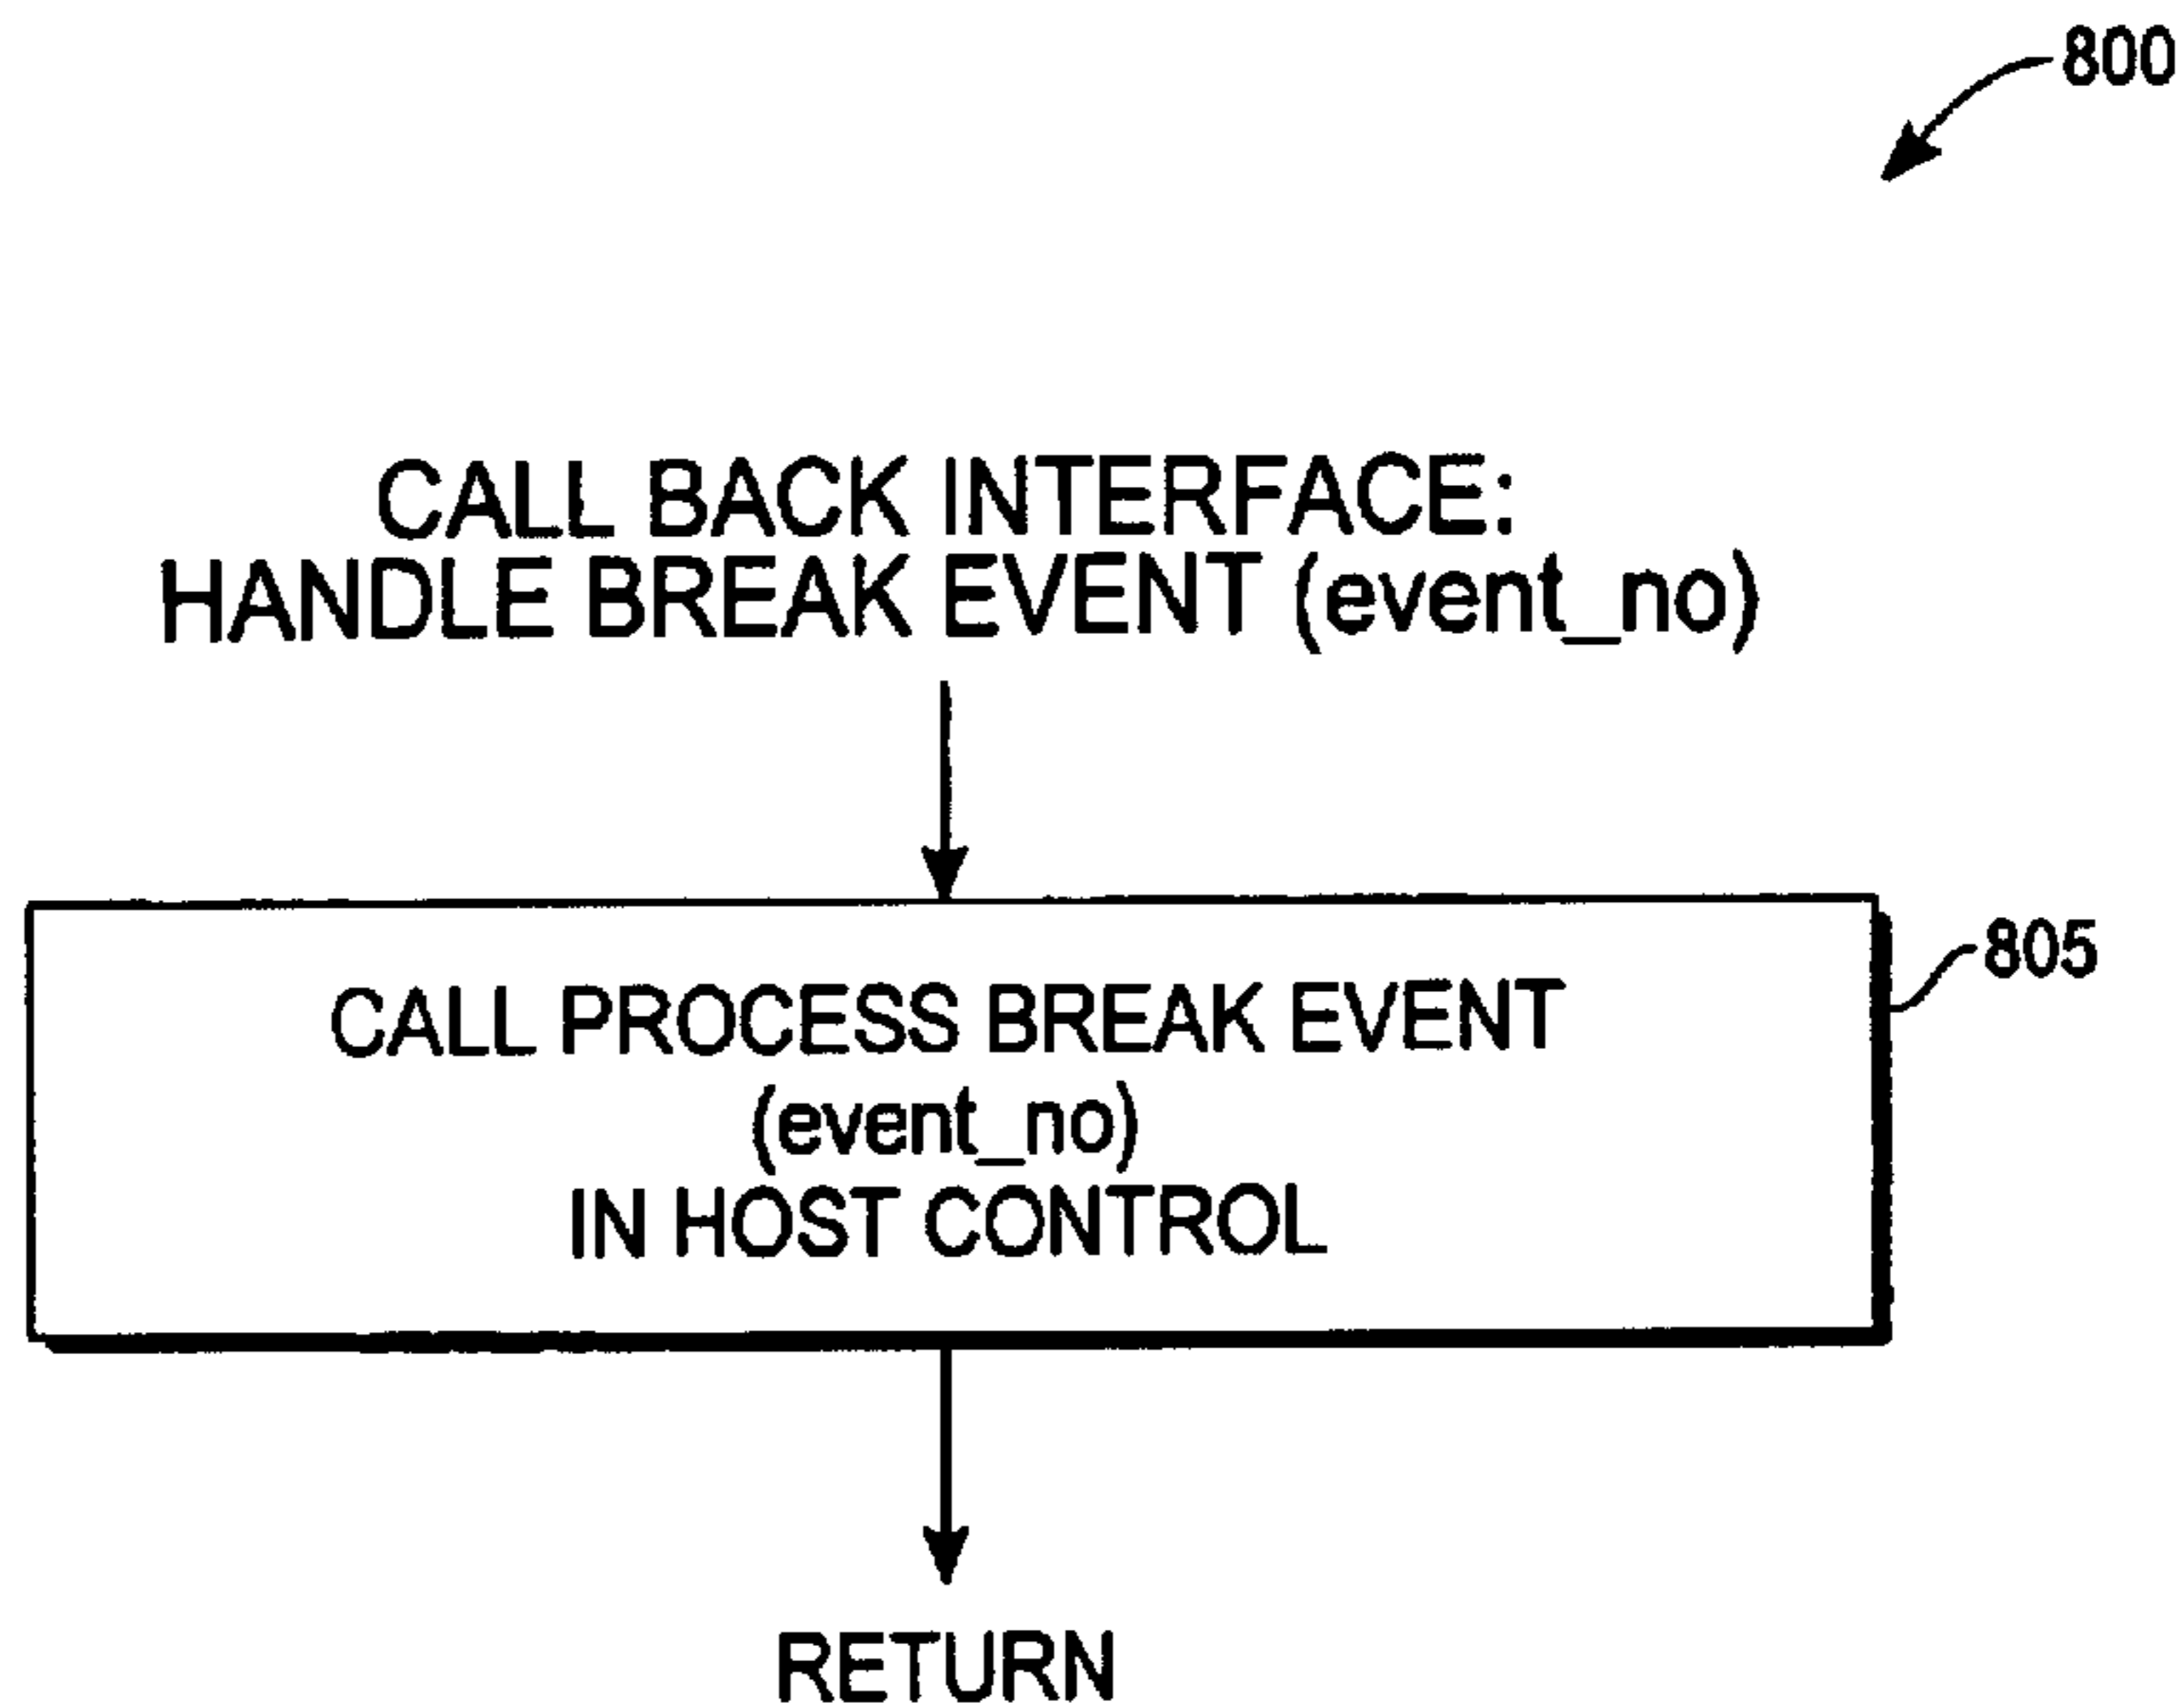 800
CALL BACK INTERFACE:
HANDLE BREAK EVENT (event_no)
805
CALL PROCESS BREAK EVENT
(event_no)
IN HOST CONTROL
RETURN